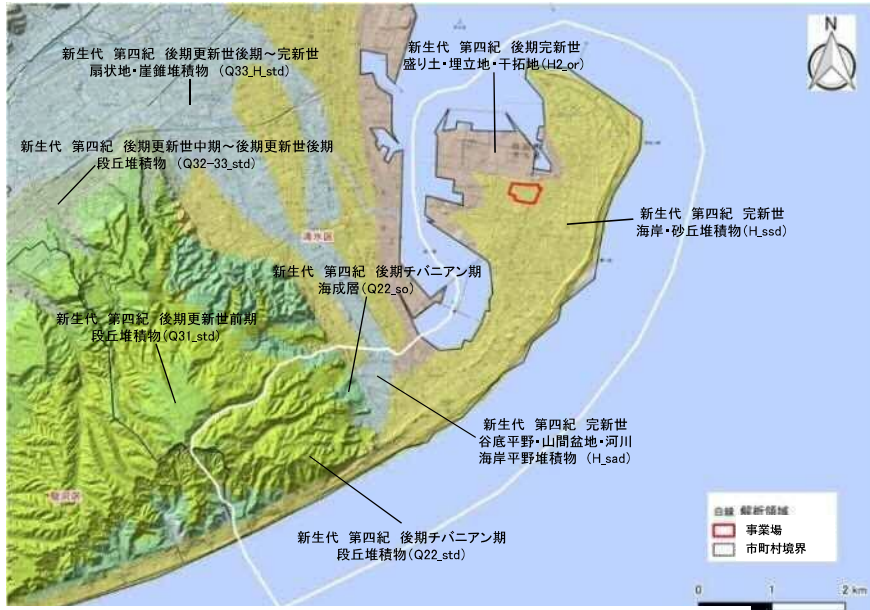 新生代 第四紀 後期更新世後期～完新世
扇状地・崖錐堆積物 (Q33_H_std)
新生代 第四紀 後期完新世
盛り土・埋立地・干拓地(H2_or)
N
新生代 第四紀 後期更新世中期～後期更新世後期
段丘堆積物 (Q32-33_std)
新生代 第四紀 完新世
海岸・砂丘堆積物(H_ssd)
清水区
新生代 第四紀 後期チバニアン期
海成層(Q22_so)
新生代 第四紀 後期更新世前期
段丘堆積物(Q31_std)
新生代 第四紀 完新世
谷底平野・山間盆地・河川
海岸平野堆積物 (H_sad)
駿河区
新生代 第四紀 後期チバニアン期
段丘堆積物(Q22_std)
白線 解析領域
事業場
市町村境界
0 1 2 km